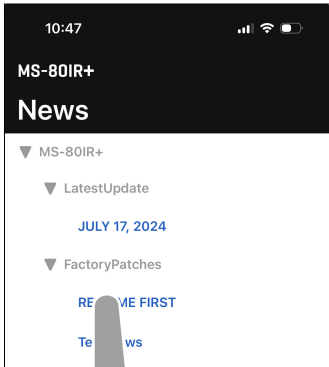 10:47
MS-80IR+
News
MS-80IR+
LatestUpdate
JULY 17, 2024
FactoryPatches
FIRST